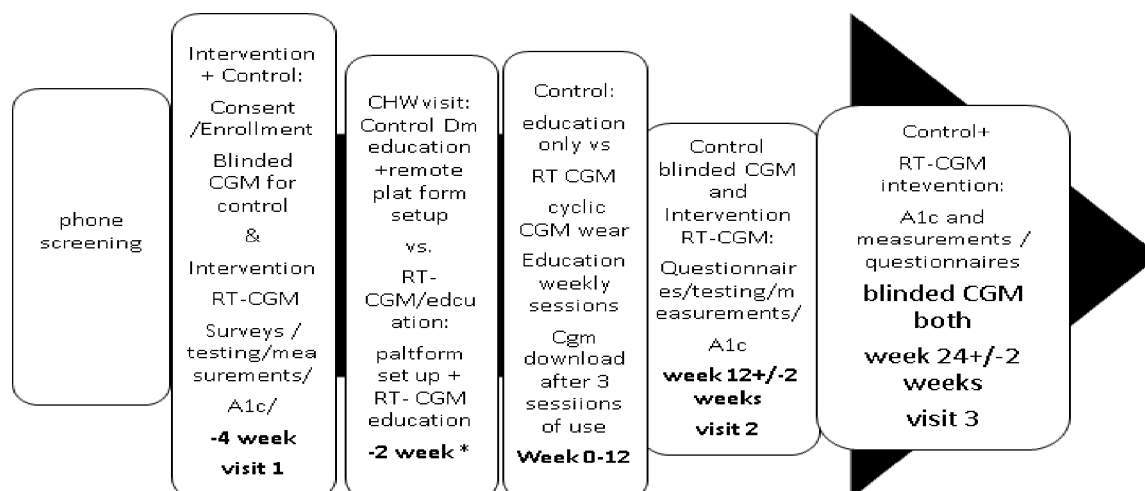 phone
screening
Intervention
+ Control:
Consent
/Enrollment
Blinded
CGM for
control
&
Intervention
RT-CGM
Surveys /
testing/mea
surements/
A1c/
-4 week
visit 1
CHW visit:
Control Dm
education
+remote
plat form
setup
vs.
RT-
CGM/edcu
ation:
paltform
set up +
RT- CGM
education
-2 week *
Control:
education
only vs
RT CGM
cyclic
CGM wear
Education
weekly
sessions
Cgm
download
after 3
sessiions
of use
Week 0-12
Control
blinded CGM
and
Intervention
RT-CGM:
Questionnair
es/testing/m
easurements/
A1c
week 12+/-2
weeks
visit 2
Control+
RT-CGM
intevention:
A1c and
measurements /
questionnaires
blinded CGM
both
week 24+/-2
weeks
visit 3